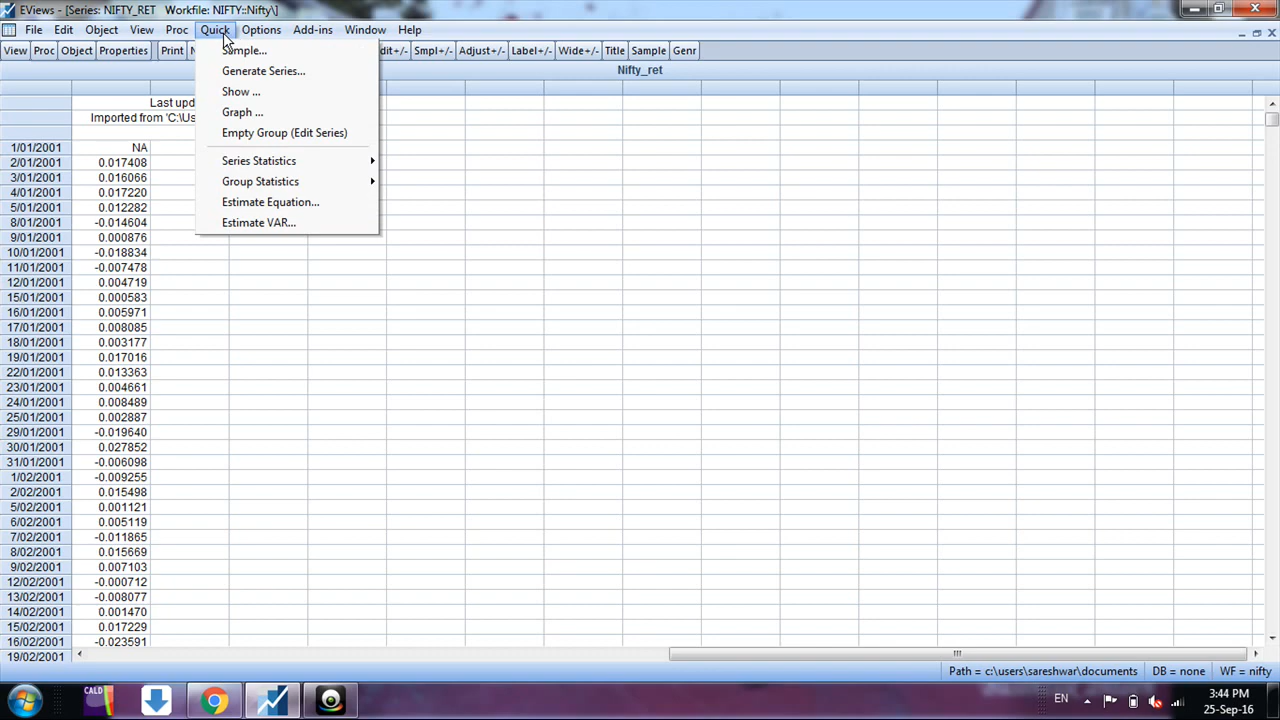 EViews - [Series: NIFTY_RET   Workfile: NIFTY::Nifty\]
File Edit Object View Proc Quick Options Add-ins Window Help
View Proc Object Properties Print dit+/- Smpl+/- Adjust+/- Label+/- Wide+/- Title Sample Genr
Nifty_ret
Sample...
Generate Series...
Show ...
Graph ...
Empty Group (Edit Series)
Series Statistics
Group Statistics
Estimate Equation...
Estimate VAR...
Last upd
Imported from 'C:\Us
1/01/2001 NA
2/01/2001 0.017408
3/01/2001 0.016066
4/01/2001 0.017220
5/01/2001 0.012282
8/01/2001 -0.014604
9/01/2001 0.000876
10/01/2001 -0.018834
11/01/2001 -0.007478
12/01/2001 0.004719
15/01/2001 0.000583
16/01/2001 0.005971
17/01/2001 0.008085
18/01/2001 0.003177
19/01/2001 0.017016
22/01/2001 0.013363
23/01/2001 0.004661
24/01/2001 0.008489
25/01/2001 0.002887
29/01/2001 -0.019640
30/01/2001 0.027852
31/01/2001 -0.006098
1/02/2001 -0.009255
2/02/2001 0.015498
5/02/2001 0.001121
6/02/2001 0.005119
7/02/2001 -0.011865
8/02/2001 0.015669
9/02/2001 0.007103
12/02/2001 -0.000712
13/02/2001 -0.008077
14/02/2001 0.001470
15/02/2001 0.017229
16/02/2001 -0.023591
19/02/2001
Path = c:\users\sareshwar\documents DB = none WF = nifty
CALD EN 3:44 PM
25-Sep-16